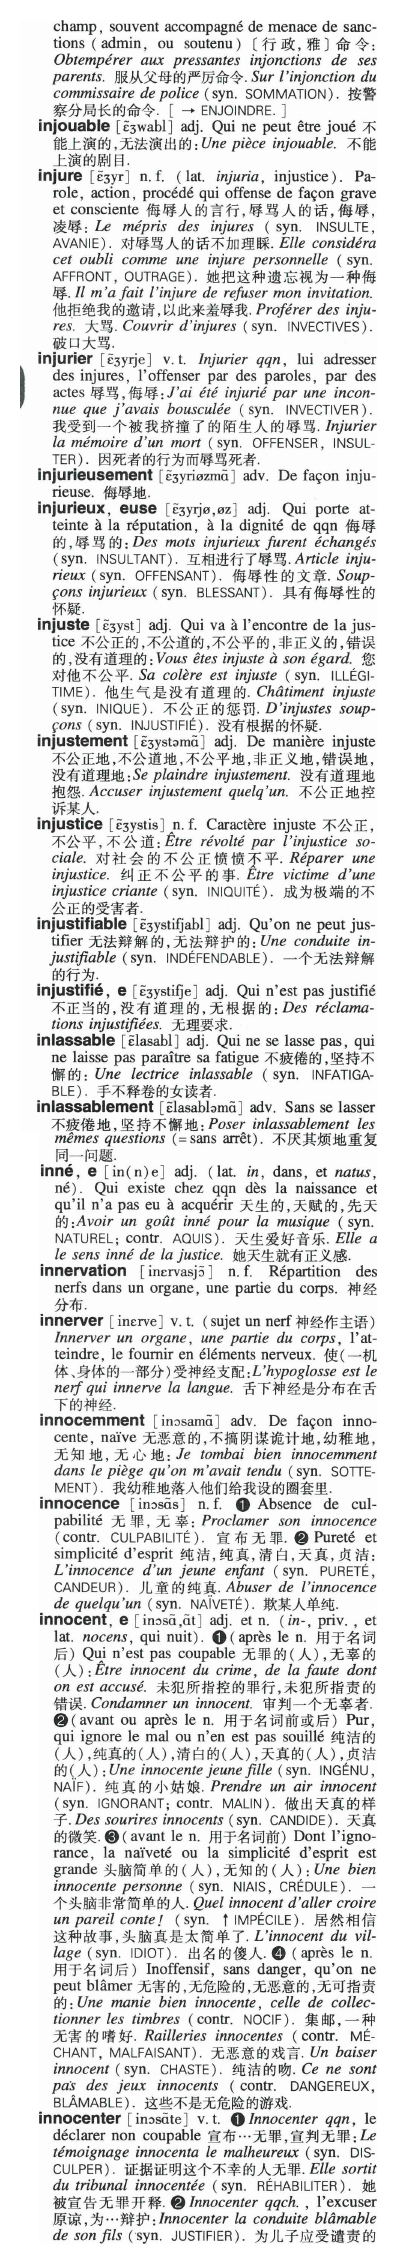 champ, souvent accompagné de menace de sanc-
tions (admin, ou soutenu) [行政,雅]命令:
Obtempérer aux pressantes injonctions de ses
parents. 服从父母的严厉命令. Sur l'injonction du
commissaire de police (syn. SOMMATION). 按警
察分局长的命令. [ → ENJOINDRE. ]
injouable [ɛ̃ʒwabl] adj. Qui ne peut être joué 不
能上演的,无法演出的: Une pièce injouable. 不能
上演的剧目.
injure [ɛ̃ʒyr] n. f. (lat. injuria, injustice). Pa-
role, action, procédé qui offense de façon grave
et consciente 侮辱人的言行,辱骂人的话,侮辱,
凌辱: Le mépris des injures (syn. INSULTE,
AVANIE). 对辱骂人的话不加理睬. Elle considéra
cet oubli comme une injure personnelle (syn.
AFFRONT, OUTRAGE). 她把这种遗忘视为一种侮
辱. Il m'a fait l'injure de refuser mon invitation.
他拒绝我的邀请,以此来羞辱我. Proférer des inju-
res. 大骂. Couvrir d'injures (syn. INVECTIVES).
破口大骂.
injurier [ɛ̃ʒyrje] v. t. Injurier qqn, lui adresser
des injures, l'offenser par des paroles, par des
actes 辱骂,侮辱: J'ai été injurié par une incon-
nue que j'avais bousculée (syn. INVECTIVER).
我受到一个被我挤撞了的陌生人的辱骂. Injurier
la mémoire d'un mort (syn. OFFENSER, INSUL-
TER). 因死者的行为而辱骂死者.
injurieusement [ɛ̃ʒyriøzmɑ̃] adv. De façon inju-
rieuse. 侮辱地.
injurieux, euse [ɛ̃ʒyrjø,øz] adj. Qui porte at-
teinte à la réputation, à la dignité de qqn 侮辱
的,辱骂的: Des mots injurieux furent échangés
(syn. INSULTANT). 互相进行了辱骂. Article inju-
rieux (syn. OFFENSANT). 侮辱性的文章. Soup-
çons injurieux (syn. BLESSANT). 具有侮辱性的
怀疑.
injuste [ɛ̃ʒyst] adj. Qui va à l'encontre de la jus-
tice 不公正的,不公道的,不公平的,非正义的,错误
的,没有道理的: Vous êtes injuste à son égard. 您
对他不公平. Sa colère est injuste (syn. ILLÉGI-
TIME). 他生气是没有道理的. Châtiment injuste
(syn. INIQUE). 不公正的惩罚. D'injustes soup-
çons (syn. INJUSTIFIÉ). 没有根据的怀疑.
injustement [ɛ̃ʒystəmɑ̃] adj. De manière injuste
不公正地,不公道地,不公平地,非正义地,错误地,
没有道理地: Se plaindre injustement. 没有道理地
抱怨. Accuser injustement quelq'un. 不公正地控
诉某人.
injustice [ɛ̃ʒystis] n. f. Caractère injuste 不公正,
不公平,不公道: Être révolté par l'injustice so-
ciale. 对社会的不公正愤愤不平. Réparer une
injustice. 纠正不公平的事. Être victime d'une
injustice criante (syn. INIQUITÉ). 成为极端的不
公正的受害者.
injustifiable [ɛ̃ʒystifjabl] adj. Qu'on ne peut jus-
tifier 无法辩解的,无法辩护的: Une conduite in-
justifiable (syn. INDÉFENDABLE). 一个无法辩解
的行为.
injustifié, e [ɛ̃ʒystifje] adj. Qui n'est pas justifié
不正当的,没有道理的,无根据的: Des réclama-
tions injustifiées. 无理要求.
inlassable [ɛ̃lasabl] adj. Qui ne se lasse pas, qui
ne laisse pas paraître sa fatigue 不疲倦的,坚持不
懈的: Une lectrice inlassable (syn. INFATIGA-
BLE). 手不释卷的女读者.
inlassablement [ɛ̃lasabləmɑ̃] adv. Sans se lasser
不疲倦地,坚持不懈地: Poser inlassablement les
mêmes questions (= sans arrêt). 不厌其烦地重复
同一问题.
inné, e [in(n)e] adj. (lat. in, dans, et natus,
né). Qui existe chez qqn dès la naissance et
qu'il n'a pas eu à acquérir 天生的,天赋的,先天
的: Avoir un goût inné pour la musique (syn.
NATUREL; contr. AQUIS). 天生爱好音乐. Elle a
le sens inné de la justice. 她天生就有正义感.
innervation [inɛrvasjɔ̃] n. f. Répartition des
nerfs dans un organe, une partie du corps. 神经
分布.
innerver [inɛrve] v. t. (sujet un nerf 神经作主语)
Innerver un organe, une partie du corps, l'at-
teindre, le fournir en éléments nerveux. 使(一机
体、身体的一部分)受神经支配: L'hypoglosse est le
nerf qui innerve la langue. 舌下神经是分布在舌
下的神经.
innocemment [inɔsamɑ̃] adv. De façon inno-
cente, naïve 无恶意的,不搞阴谋诡计地,幼稚地,
无知地,无心地: Je tombai bien innocemment
dans le piège qu'on m'avait tendu (syn. SOTTE-
MENT). 我幼稚地落入他们给我设的圈套里.
innocence [inɔsɑ̃s] n. f. ❶ Absence de cul-
pabilité 无罪,无辜: Proclamer son innocence
(contr. CULPABILITÉ). 宣布无罪. ❷ Pureté et
simplicité d'esprit 纯洁,纯真,清白,天真,贞洁:
L'innocence d'un jeune enfant (syn. PURETÉ,
CANDEUR). 儿童的纯真. Abuser de l'innocence
de quelqu'un (syn. NAÏVETÉ). 欺某人单纯.
innocent, e [inɔsɑ̃,ɑ̃t] adj. et n. (in-, priv., et
lat. nocens, qui nuit). ❶ (après le n. 用于名词
后) Qui n'est pas coupable 无罪的(人),无辜的
(人): Être innocent du crime, de la faute dont
on est accusé. 未犯所指控的罪行,未犯所指责的
错误. Condamner un innocent. 审判一个无辜者.
❷ (avant ou après le n. 用于名词前或后) Pur,
qui ignore le mal ou n'en est pas souillé 纯洁的
(人),纯真的(人),清白的(人),天真的(人),贞洁
的(人): Une innocente jeune fille (syn. INGÉNU,
NAÏF). 纯真的小姑娘. Prendre un air innocent
(syn. IGNORANT; contr. MALIN). 做出天真的样
子. Des sourires innocents (syn. CANDIDE). 天真
的微笑. ❸ (avant le n. 用于名词前) Dont l'igno-
rance, la naïveté ou la simplicité d'esprit est
grande 头脑简单的(人),无知的(人): Une bien
innocente personne (syn. NIAIS, CRÉDULE). 一
个头脑非常简单的人. Quel innocent d'aller croire
un pareil conte! (syn. ↑ IMPÉCILE). 居然相信
这种故事,头脑真是太简单了. L'innocent du vil-
lage (syn. IDIOT). 出名的傻人. ❹ (après le n.
用于名词后) Inoffensif, sans danger, qu'on ne
peut blâmer 无害的,无危险的,无恶意的,无可指责
的: Une manie bien innocente, celle de collec-
tionner les timbres (contr. NOCIF). 集邮,一种
无害的嗜好. Railleries innocentes (contr. MÉ-
CHANT, MALFAISANT). 无恶意的戏言. Un baiser
innocent (syn. CHASTE). 纯洁的吻. Ce ne sont
pas des jeux innocents (contr. DANGEREUX,
BLÂMABLE). 这些不是无危险的游戏.
innocenter [inɔsɑ̃te] v. t. ❶ Innocenter qqn, le
déclarer non coupable 宣布…无罪,宣判无罪: Le
témoignage innocenta le malheureux (syn. DIS-
CULPER). 证据证明这个不幸的人无罪. Elle sortit
du tribunal innocentée (syn. RÉHABILITER). 她
被宣告无罪开释. ❷ Innocenter qqch., l'excuser
原谅,为…辩护: Innocenter la conduite blâmable
de son fils (syn. JUSTIFIER). 为儿子应受谴责的